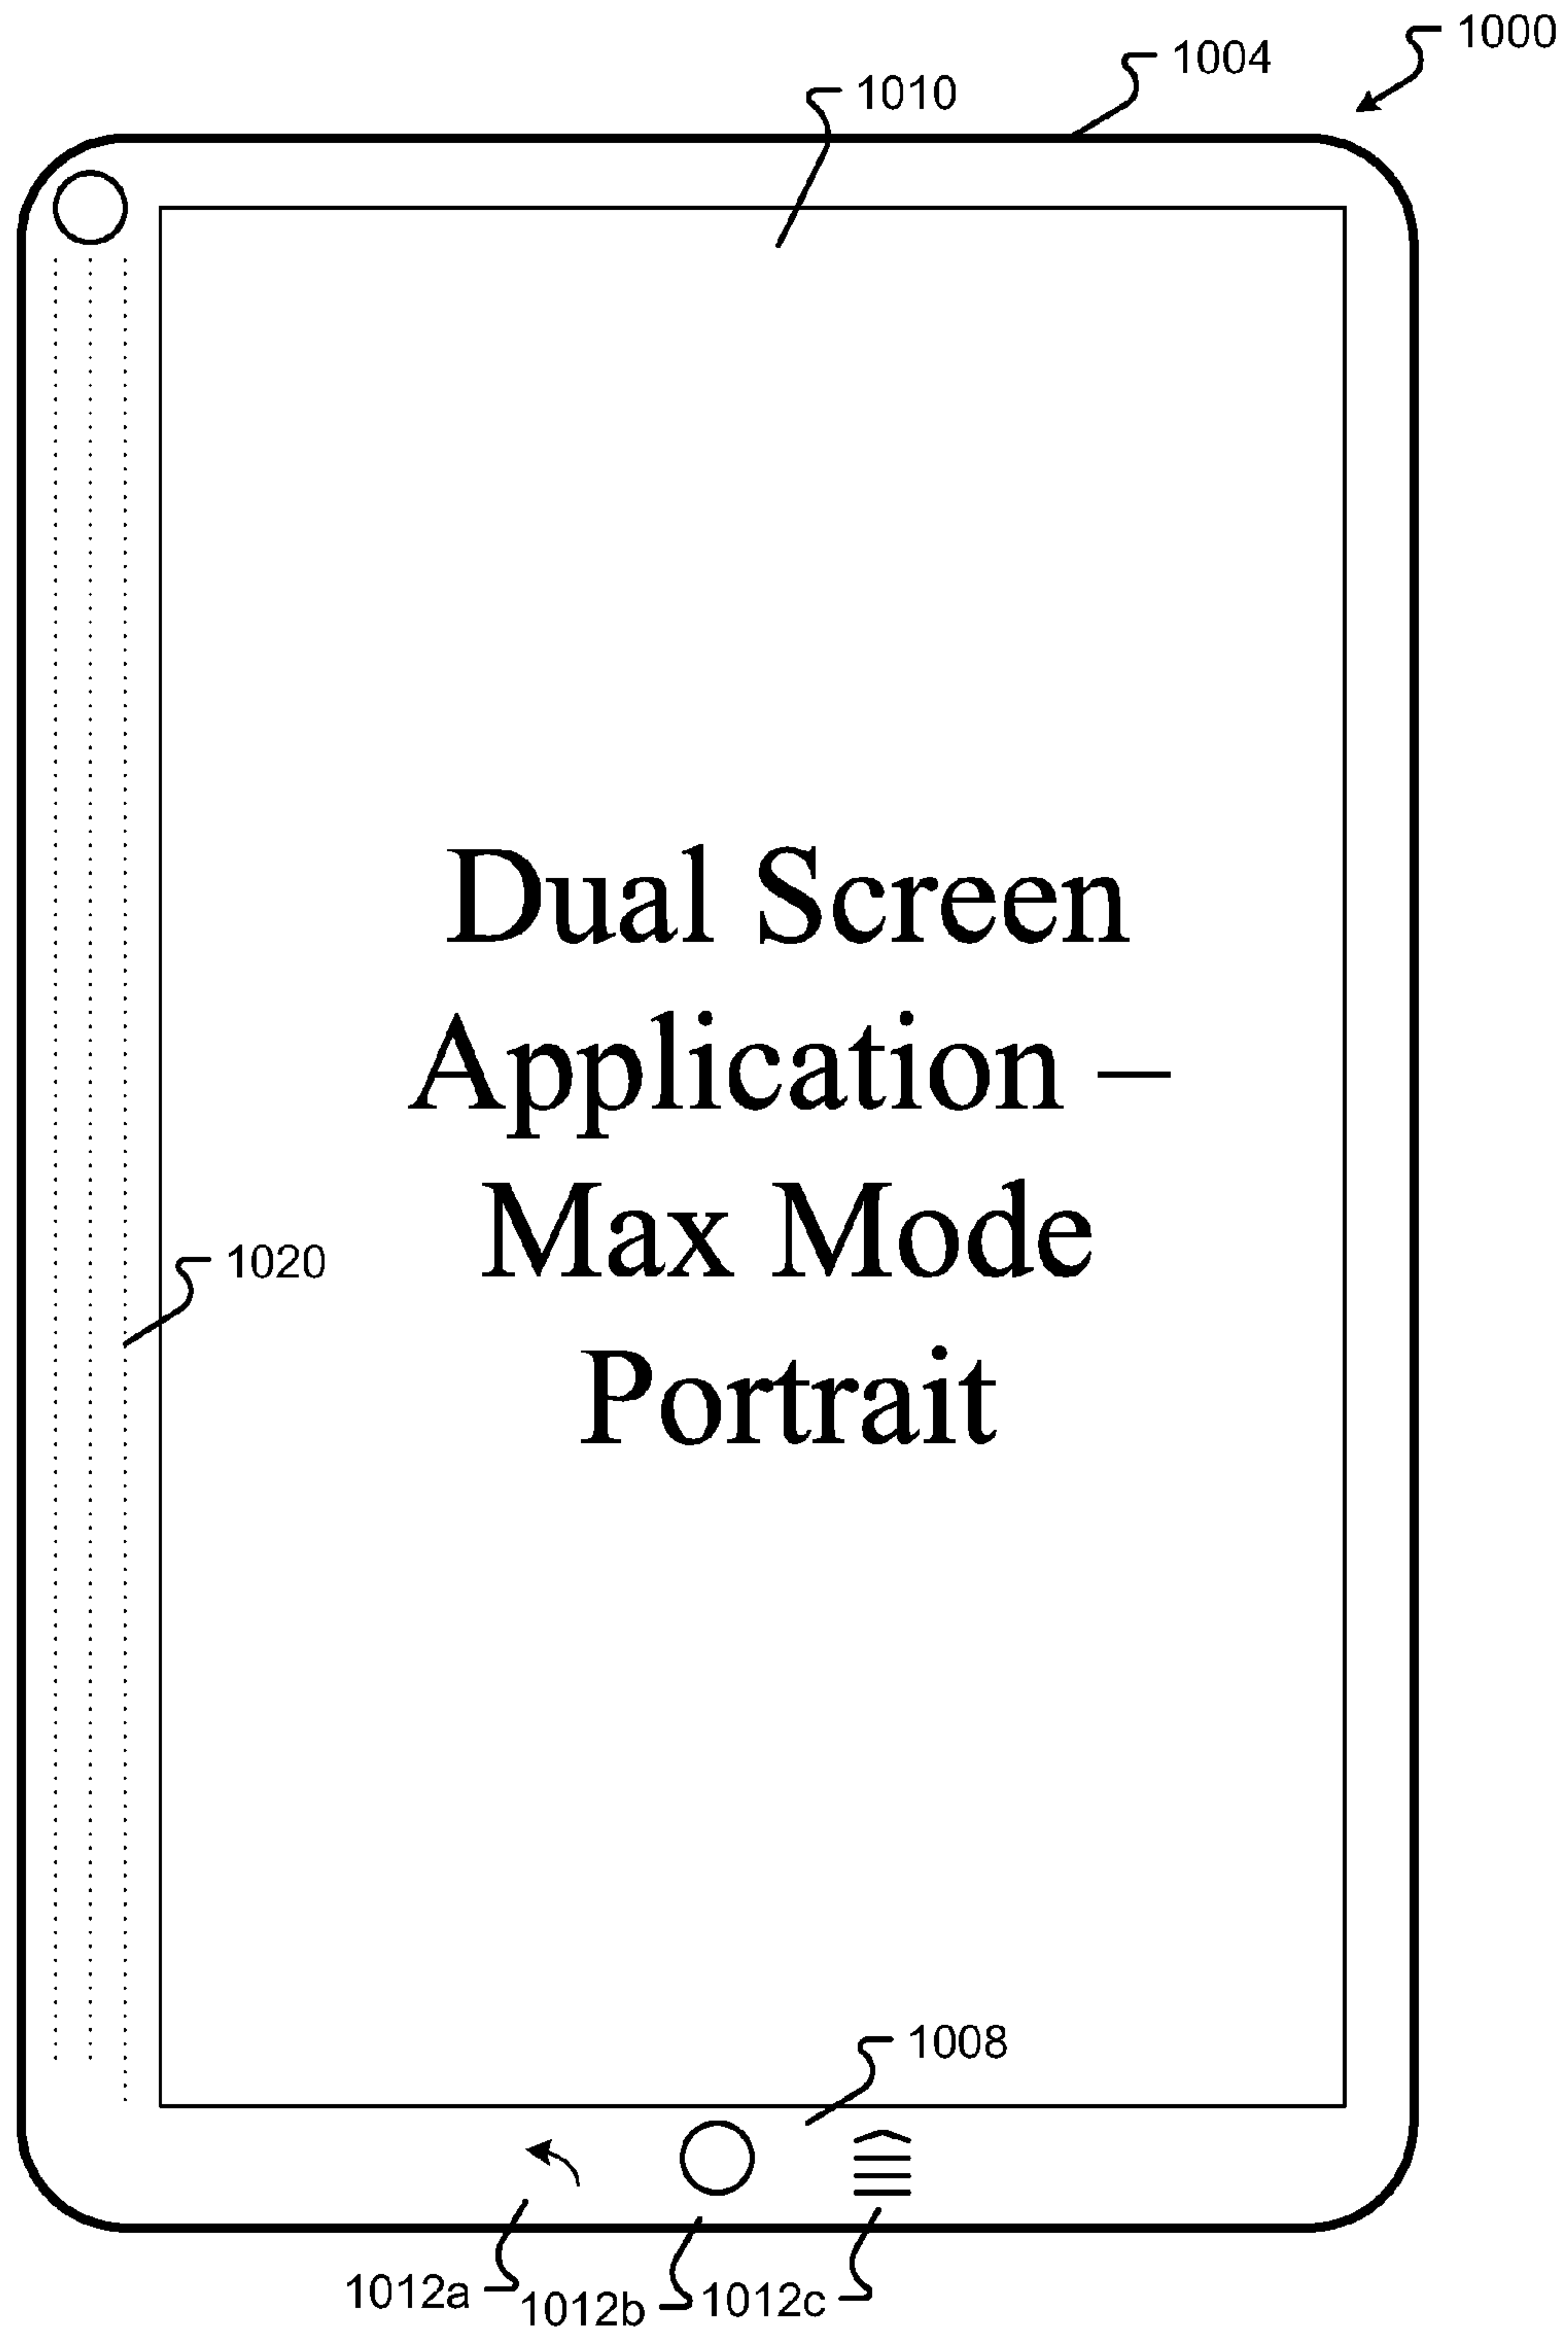 1000
1004
1010
Dual Screen
Application –
Max Mode
Portrait
1020
1008
1012a
1012b
1012c